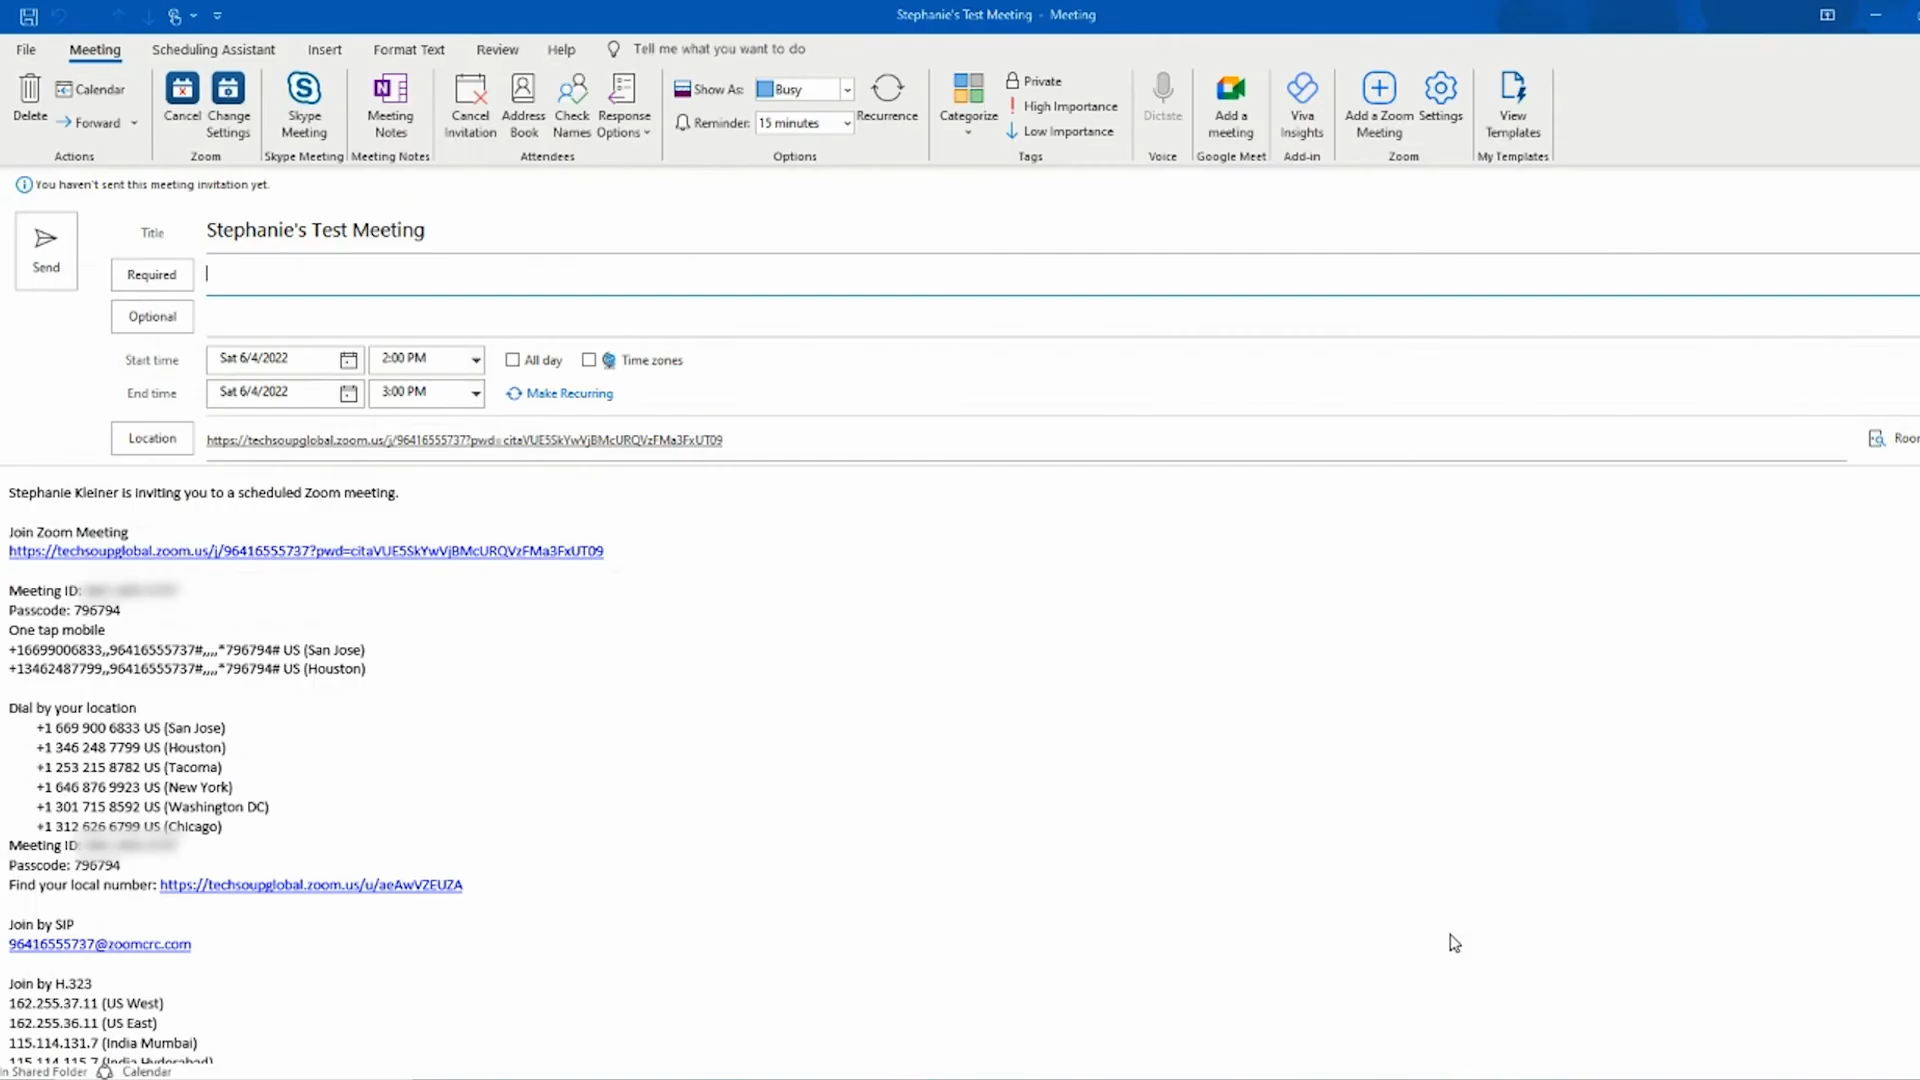 Stephanie's Test Meeting - Meeting
File Meeting Scheduling Assistant Insert Format Text Review Help Tell me what you want to do
Delete
Calendar
Forward
Actions
Cancel
Change Settings
Zoom
Skype Meeting
Skype Meeting
Meeting Notes
Meeting Notes
Cancel Invitation
Address Book
Check Names
Response Options
Attendees
Show As: Busy
Reminder: 15 minutes
Recurrence
Options
Categorize
Private
High Importance
Low Importance
Tags
Dictate
Voice
Add a meeting
Google Meet
Viva Insights
Add-in
Add a Zoom Meeting
Settings
Zoom
View Templates
My Templates
You haven't sent this meeting invitation yet.
Send
Title Stephanie's Test Meeting
Required
Optional
Start time Sat 6/4/2022 2:00 PM All day Time zones
End time Sat 6/4/2022 3:00 PM Make Recurring
Location https://techsoupglobal.zoom.us/j/96416555737?pwd=citaVUE5SkYwVjBMcURQVzFMa3FxUT09
Stephanie Kleiner is inviting you to a scheduled Zoom meeting.
Join Zoom Meeting
https://techsoupglobal.zoom.us/j/96416555737?pwd=citaVUE5SkYwVjBMcURQVzFMa3FxUT09
Meeting ID:
Passcode: 796794
One tap mobile
+16699006833,,96416555737#,,,,*796794# US (San Jose)
+13462487799,,96416555737#,,,,*796794# US (Houston)
Dial by your location
+1 669 900 6833 US (San Jose)
+1 346 248 7799 US (Houston)
+1 253 215 8782 US (Tacoma)
+1 646 876 9923 US (New York)
+1 301 715 8592 US (Washington DC)
+1 312 626 6799 US (Chicago)
Meeting ID
Passcode: 796794
Find your local number: https://techsoupglobal.zoom.us/u/aeAwVZEUZA
Join by SIP
96416555737@zoomcrc.com
Join by H.323
162.255.37.11 (US West)
162.255.36.11 (US East)
115.114.131.7 (India Mumbai)
115.114.115.7 (India Hyderabad)
In Shared Folder Calendar